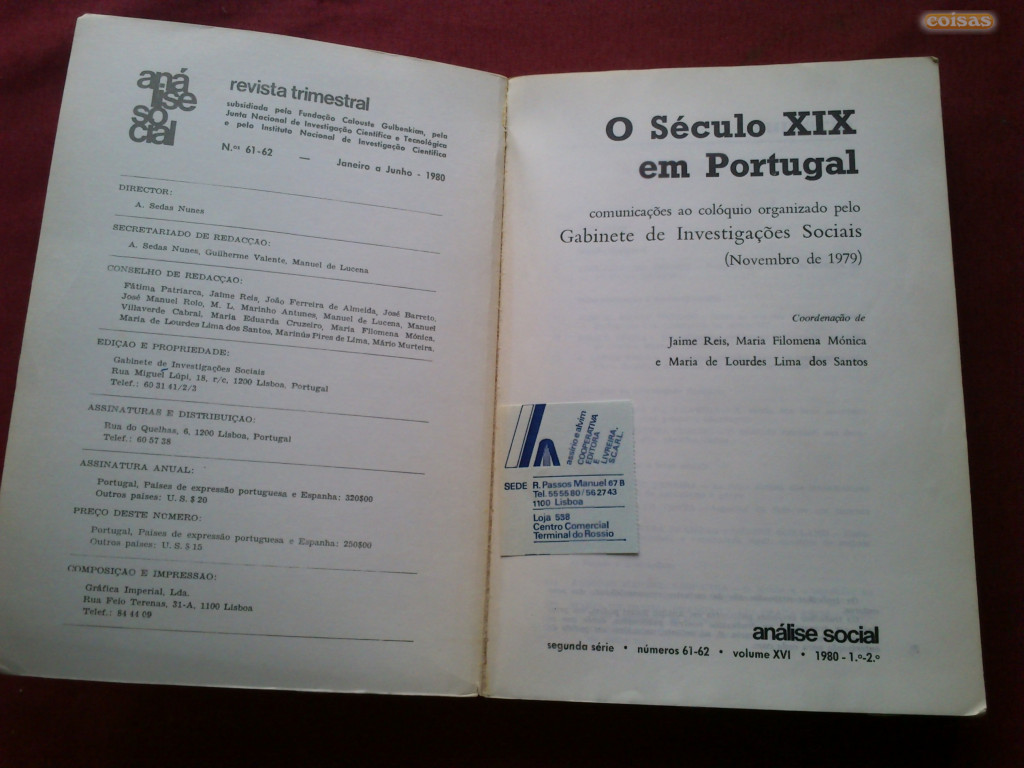 aná
lise
so
cial
revista trimestral
subsidiada pela Fundação Calouste Gulbenkian, pela
Junta Nacional de Investigação Científica e Tecnológica
e pelo Instituto Nacional de Investigação Científica
N.os 61-62 — Janeiro a Junho - 1980
DIRECTOR:
A. Sedas Nunes
SECRETARIADO DE REDACÇÃO:
A. Sedas Nunes, Guilherme Valente, Manuel de Lucena
CONSELHO DE REDACÇÃO:
Fátima Patriarca, Jaime Reis, João Ferreira de Almeida, José Barreto,
José Manuel Rolo, M. L. Marinho Antunes, Manuel de Lucena, Manuel
Villaverde Cabral, Maria Eduarda Cruzeiro, Maria Filomena Mónica,
Maria de Lourdes Lima dos Santos, Marinús Pires de Lima, Mário Murteira.
EDIÇÃO E PROPRIEDADE:
Gabinete de Investigações Sociais
Rua Miguel Lúpi, 18, r/c, 1200 Lisboa, Portugal
Telef.: 60 31 41/2/3
ASSINATURAS E DISTRIBUIÇÃO:
Rua do Quelhas, 6, 1200 Lisboa, Portugal
Telef.: 60 57 38
ASSINATURA ANUAL:
Portugal, Países de expressão portuguesa e Espanha: 320$00
Outros países: U. S. $ 20
PREÇO DESTE NÚMERO:
Portugal, Países de expressão portuguesa e Espanha: 250$00
Outros países: U. S. $ 15
COMPOSIÇÃO E IMPRESSÃO:
Gráfica Imperial, Lda.
Rua Feio Terenas, 21-A, 1100 Lisboa
Telef.: 84 44 09
O Século XIX
em Portugal
comunicações ao colóquio organizado pelo
Gabinete de Investigações Sociais
(Novembro de 1979)
Coordenação de
Jaime Reis, Maria Filomena Mónica
e Maria de Lourdes Lima dos Santos
assírio e alvim
COOPERATIVA
EDITORA
E
LIVREIRA,
S.C.A.R.L.
SEDE R. Passos Manuel 67 B
Tel. 55 55 80 / 56 27 43
1100 Lisboa
Loja 538
Centro Comercial
Terminal do Rossio
análise social
segunda série • números 61-62 • volume XVI • 1980 - 1.º-2.º
coisas